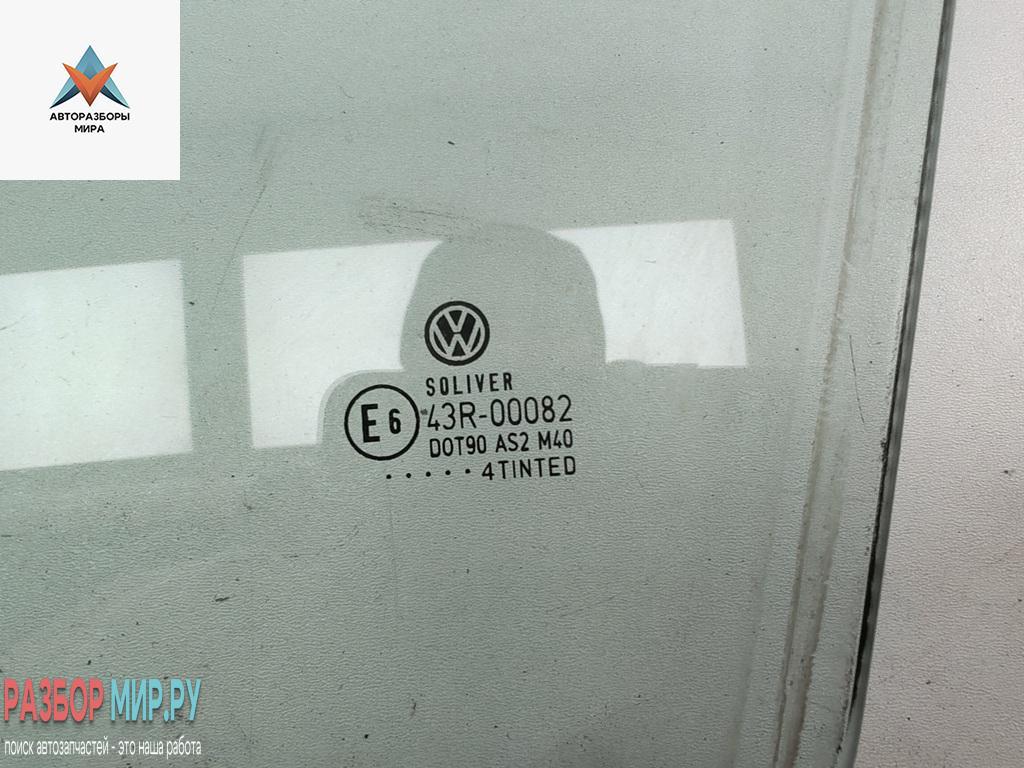 АВТОРАЗБОРЫ
МИРА
SOLIVER
E6 43R-00082
DOT90 AS2 M40
. . . . . 4TINTED
РАЗБОР МИР.РУ
поиск автозапчастей - это наша работа